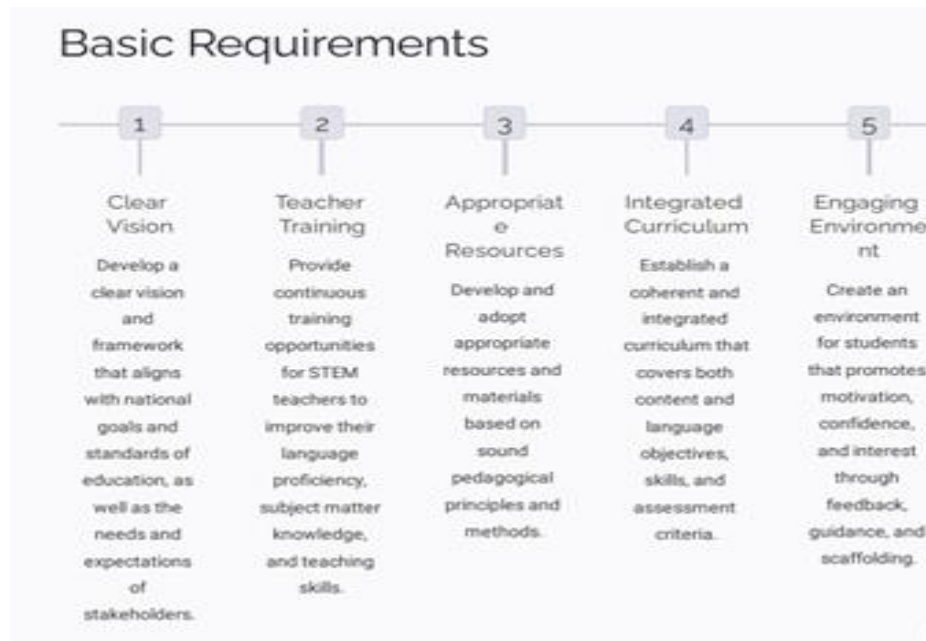 Basic Requirements
1
2
3
4
5
Clear
Vision
Develop a
clear vision
and
framework
that aligns
with national
goals and
standards of
education, as
well as the
needs and
expectations
of
stakeholders.
Teacher
Training
Provide
continuous
training
opportunities
for STEM
teachers to
improve their
language
proficiency,
subject matter
knowledge,
and teaching
skills.
Appropriat
e
Resources
Develop and
adopt
appropriate
resources and
materials
based on
sound
pedagogical
principles and
methods.
Integrated
Curriculum
Establish a
coherent and
integrated
curriculum that
covers both
content and
language
objectives,
skills, and
assessment
criteria.
Engaging
Environme
nt
Create an
environment
for students
that promotes
motivation,
confidence,
and interest
through
feedback,
guidance, and
scaffolding.